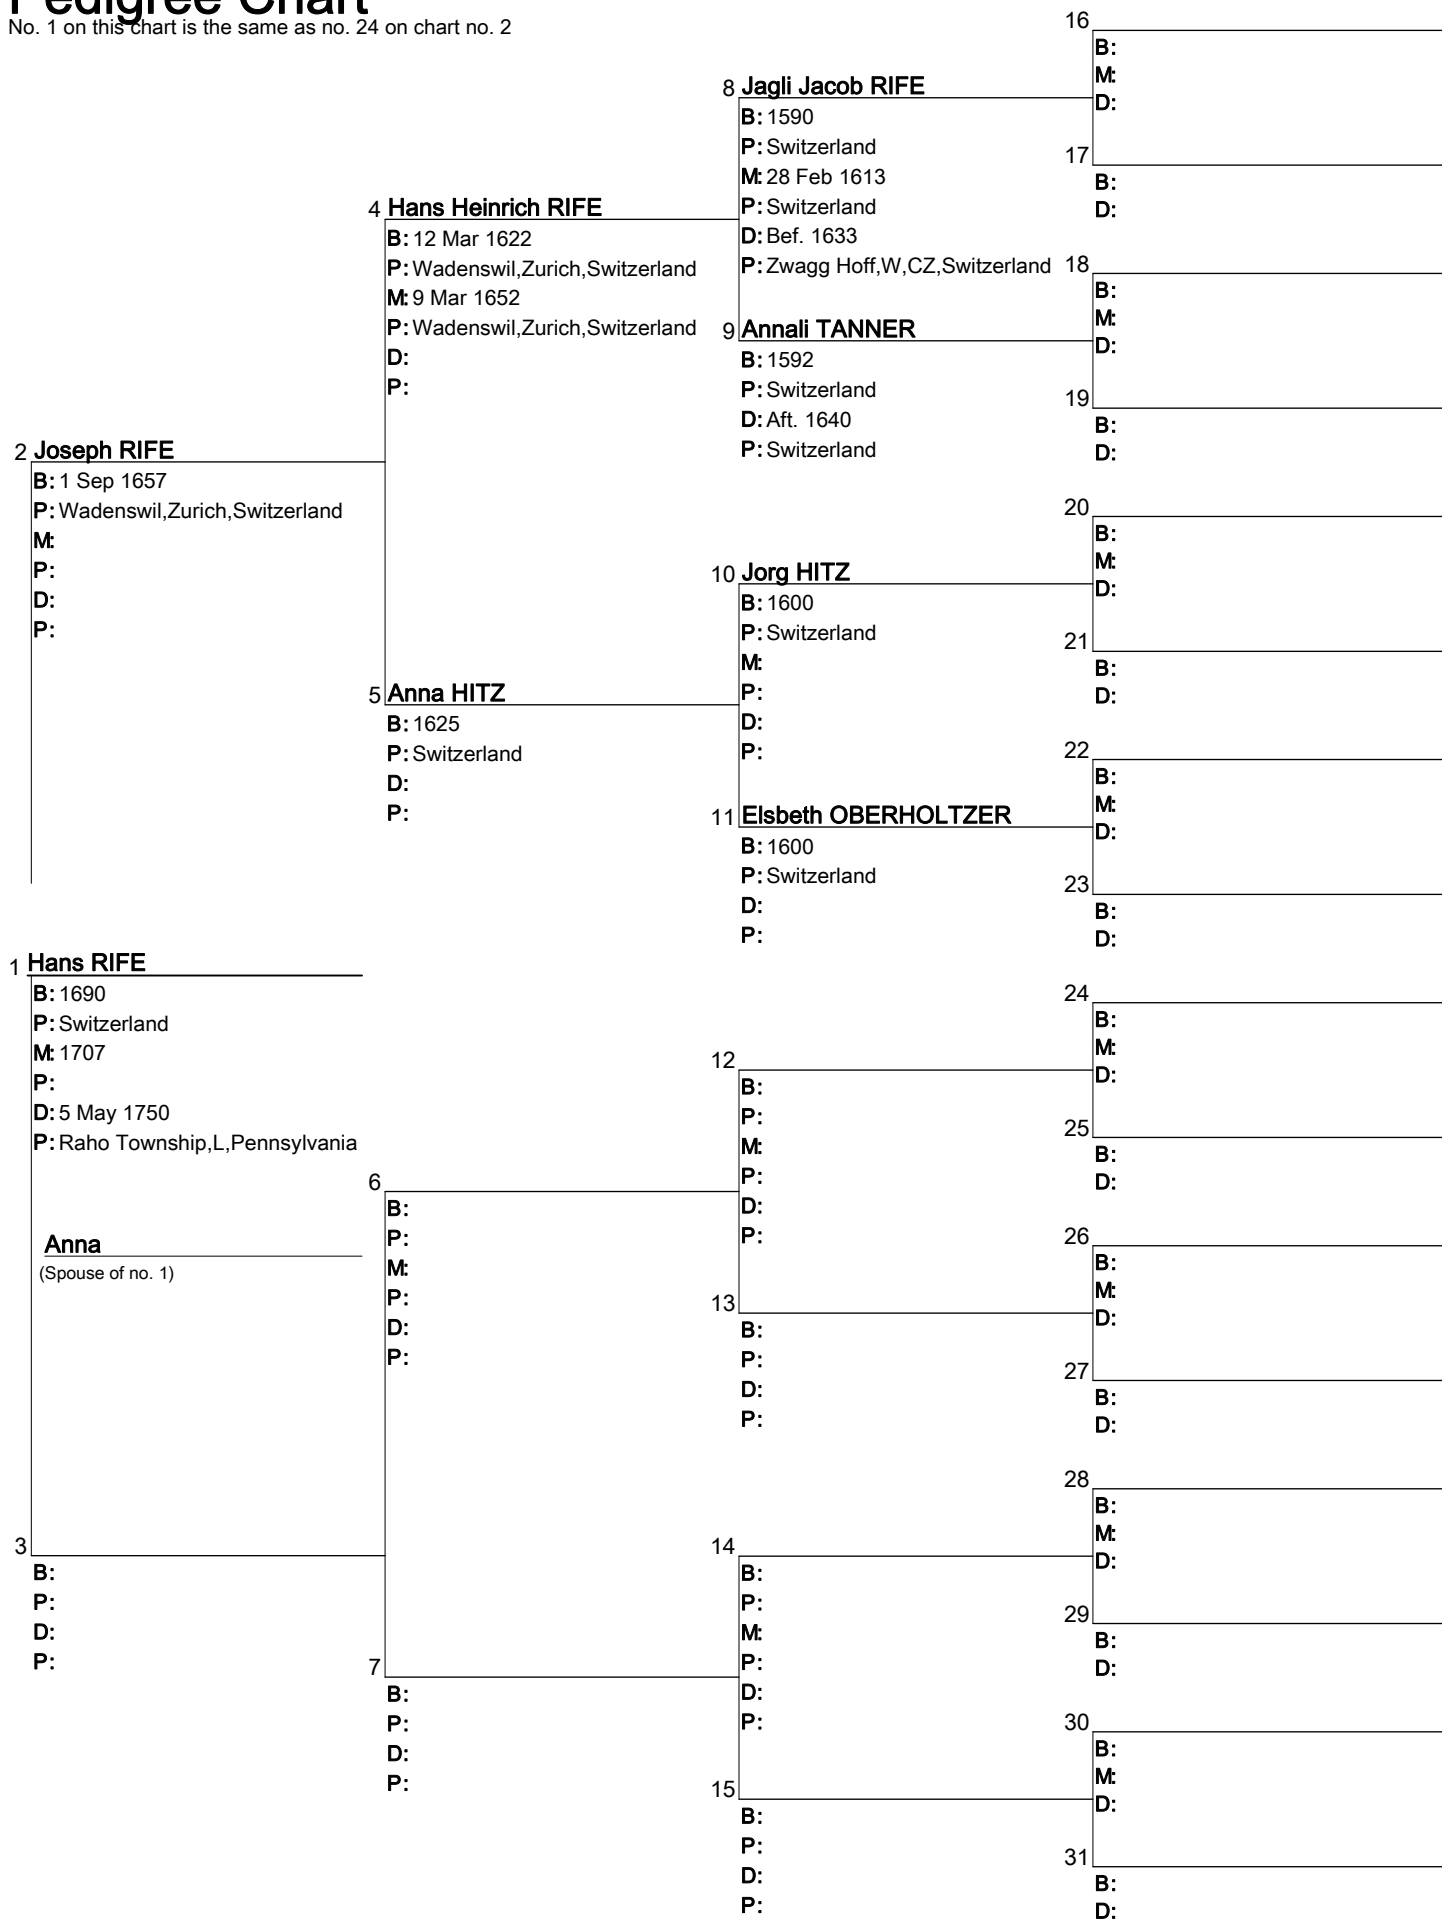 Pedigree Chart
No. 1 on this chart is the same as no. 24 on chart no. 2
2 Joseph RIFE
B: 1 Sep 1657
P: Wadenswil,Zurich,Switzerland
M:
P:
D:
P:
1 Hans RIFE
B: 1690
P: Switzerland
M: 1707
P:
D: 5 May 1750
P: Raho Township,L,Pennsylvania
Anna
(Spouse of no. 1)
3
B:
P:
D:
P:
4 Hans Heinrich RIFE
B: 12 Mar 1622
P: Wadenswil,Zurich,Switzerland
M: 9 Mar 1652
P: Wadenswil,Zurich,Switzerland
D:
P:
5 Anna HITZ
B: 1625
P: Switzerland
D:
P:
6
B:
P:
M:
P:
D:
P:
7
B:
P:
D:
P:
8 Jagli Jacob RIFE
B: 1590
P: Switzerland
M: 28 Feb 1613
P: Switzerland
D: Bef. 1633
P: Zwagg Hoff,W,CZ,Switzerland
9 Annali TANNER
B: 1592
P: Switzerland
D: Aft. 1640
P: Switzerland
10 Jorg HITZ
B: 1600
P: Switzerland
M:
P:
D:
P:
11 Elsbeth OBERHOLTZER
B: 1600
P: Switzerland
D:
P:
12
B:
P:
M:
P:
D:
P:
13
B:
P:
D:
P:
14
B:
P:
M:
P:
D:
P:
15
B:
P:
D:
P:
16
B:
M:
D:
17
B:
D:
18
B:
M:
D:
19
B:
D:
20
B:
M:
D:
21
B:
D:
22
B:
M:
D:
23
B:
D:
24
B:
M:
D:
25
B:
D:
26
B:
M:
D:
27
B:
D:
28
B:
M:
D:
29
B:
D:
30
B:
M:
D:
31
B:
D: